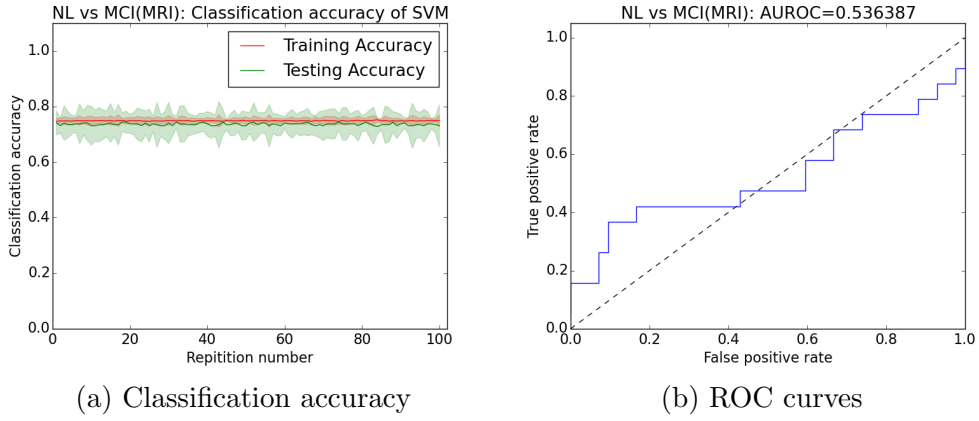 NL vs MCI(MRI): Classification accuracy of SVM
Training Accuracy
Testing Accuracy
Classification accuracy
1.0
0.8
0.6
0.4
0.2
0.0
0 20 40 60 80 100
Repitition number
(a) Classification accuracy
NL vs MCI(MRI): AUROC=0.536387
True positive rate
1.0
0.8
0.6
0.4
0.2
0.0
0.0 0.2 0.4 0.6 0.8 1.0
False positive rate
(b) ROC curves